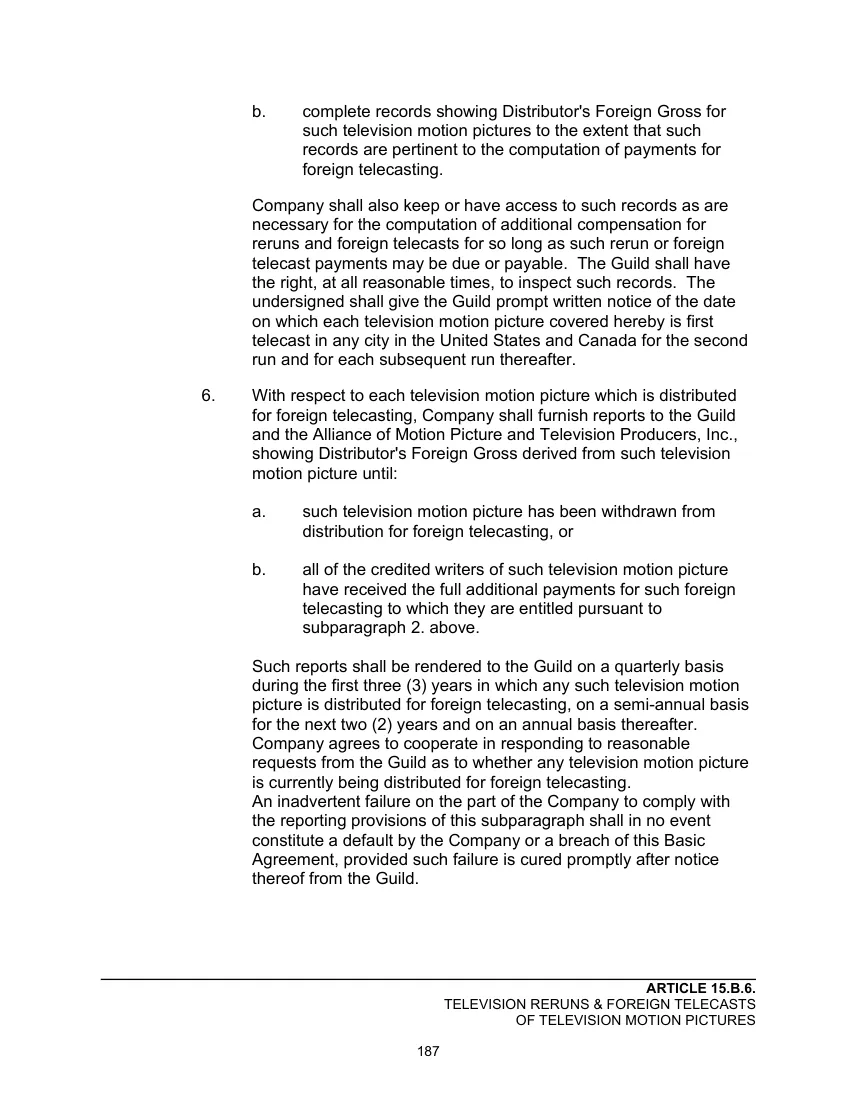 b. complete records showing Distributor's Foreign Gross for
such television motion pictures to the extent that such
records are pertinent to the computation of payments for
foreign telecasting.
Company shall also keep or have access to such records as are
necessary for the computation of additional compensation for
reruns and foreign telecasts for so long as such rerun or foreign
telecast payments may be due or payable.  The Guild shall have
the right, at all reasonable times, to inspect such records.  The
undersigned shall give the Guild prompt written notice of the date
on which each television motion picture covered hereby is first
telecast in any city in the United States and Canada for the second
run and for each subsequent run thereafter.
6. With respect to each television motion picture which is distributed
for foreign telecasting, Company shall furnish reports to the Guild
and the Alliance of Motion Picture and Television Producers, Inc.,
showing Distributor's Foreign Gross derived from such television
motion picture until:
a. such television motion picture has been withdrawn from
distribution for foreign telecasting, or
b. all of the credited writers of such television motion picture
have received the full additional payments for such foreign
telecasting to which they are entitled pursuant to
subparagraph 2. above.
Such reports shall be rendered to the Guild on a quarterly basis
during the first three (3) years in which any such television motion
picture is distributed for foreign telecasting, on a semi-annual basis
for the next two (2) years and on an annual basis thereafter.
Company agrees to cooperate in responding to reasonable
requests from the Guild as to whether any television motion picture
is currently being distributed for foreign telecasting.
An inadvertent failure on the part of the Company to comply with
the reporting provisions of this subparagraph shall in no event
constitute a default by the Company or a breach of this Basic
Agreement, provided such failure is cured promptly after notice
thereof from the Guild.
ARTICLE 15.B.6.
TELEVISION RERUNS & FOREIGN TELECASTS
OF TELEVISION MOTION PICTURES
187